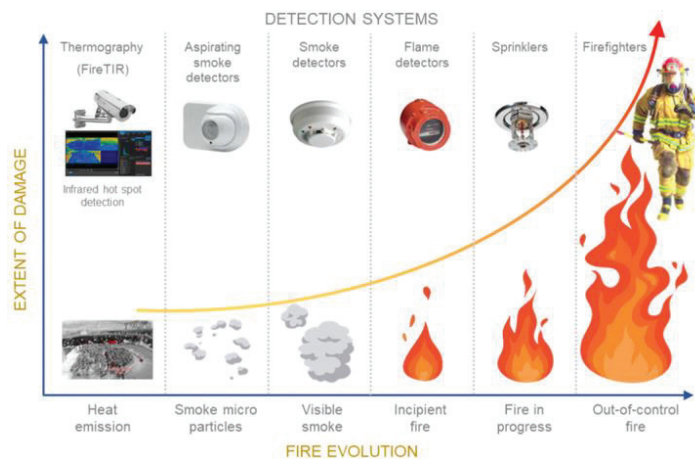 DETECTION SYSTEMS
Thermography
(FireTIR)
Aspirating
smoke
detectors
Smoke
detectors
Flame
detectors
Sprinklers
Firefighters
Infrared hot spot
detection
EXTENT OF DAMAGE
Heat
emission
Smoke micro
particles
Visible
smoke
Incipient
fire
Fire in
progress
Out-of-control
fire
FIRE EVOLUTION